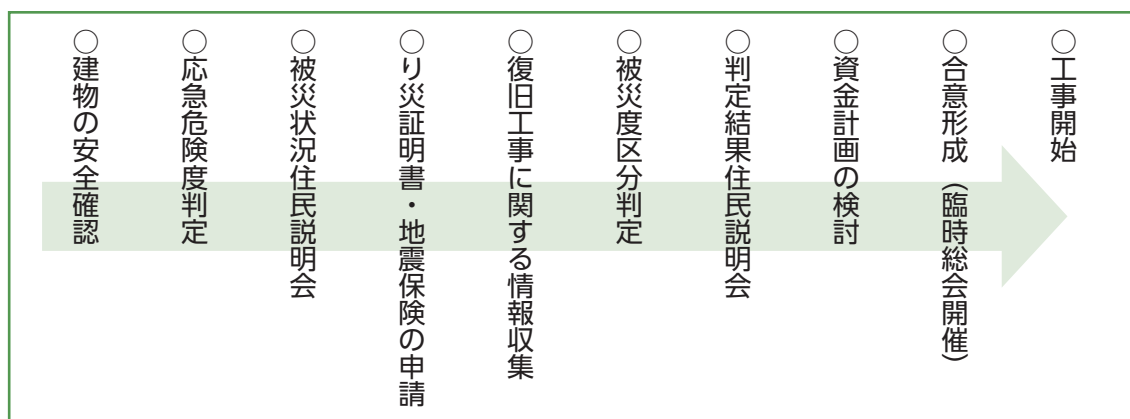 ○建物の安全確認
○応急危険度判定
○被災状況住民説明会
○り災証明書・地震保険の申請
○復旧工事に関する情報収集
○被災度区分判定
○判定結果住民説明会
○資金計画の検討
○合意形成（臨時総会開催）
○工事開始